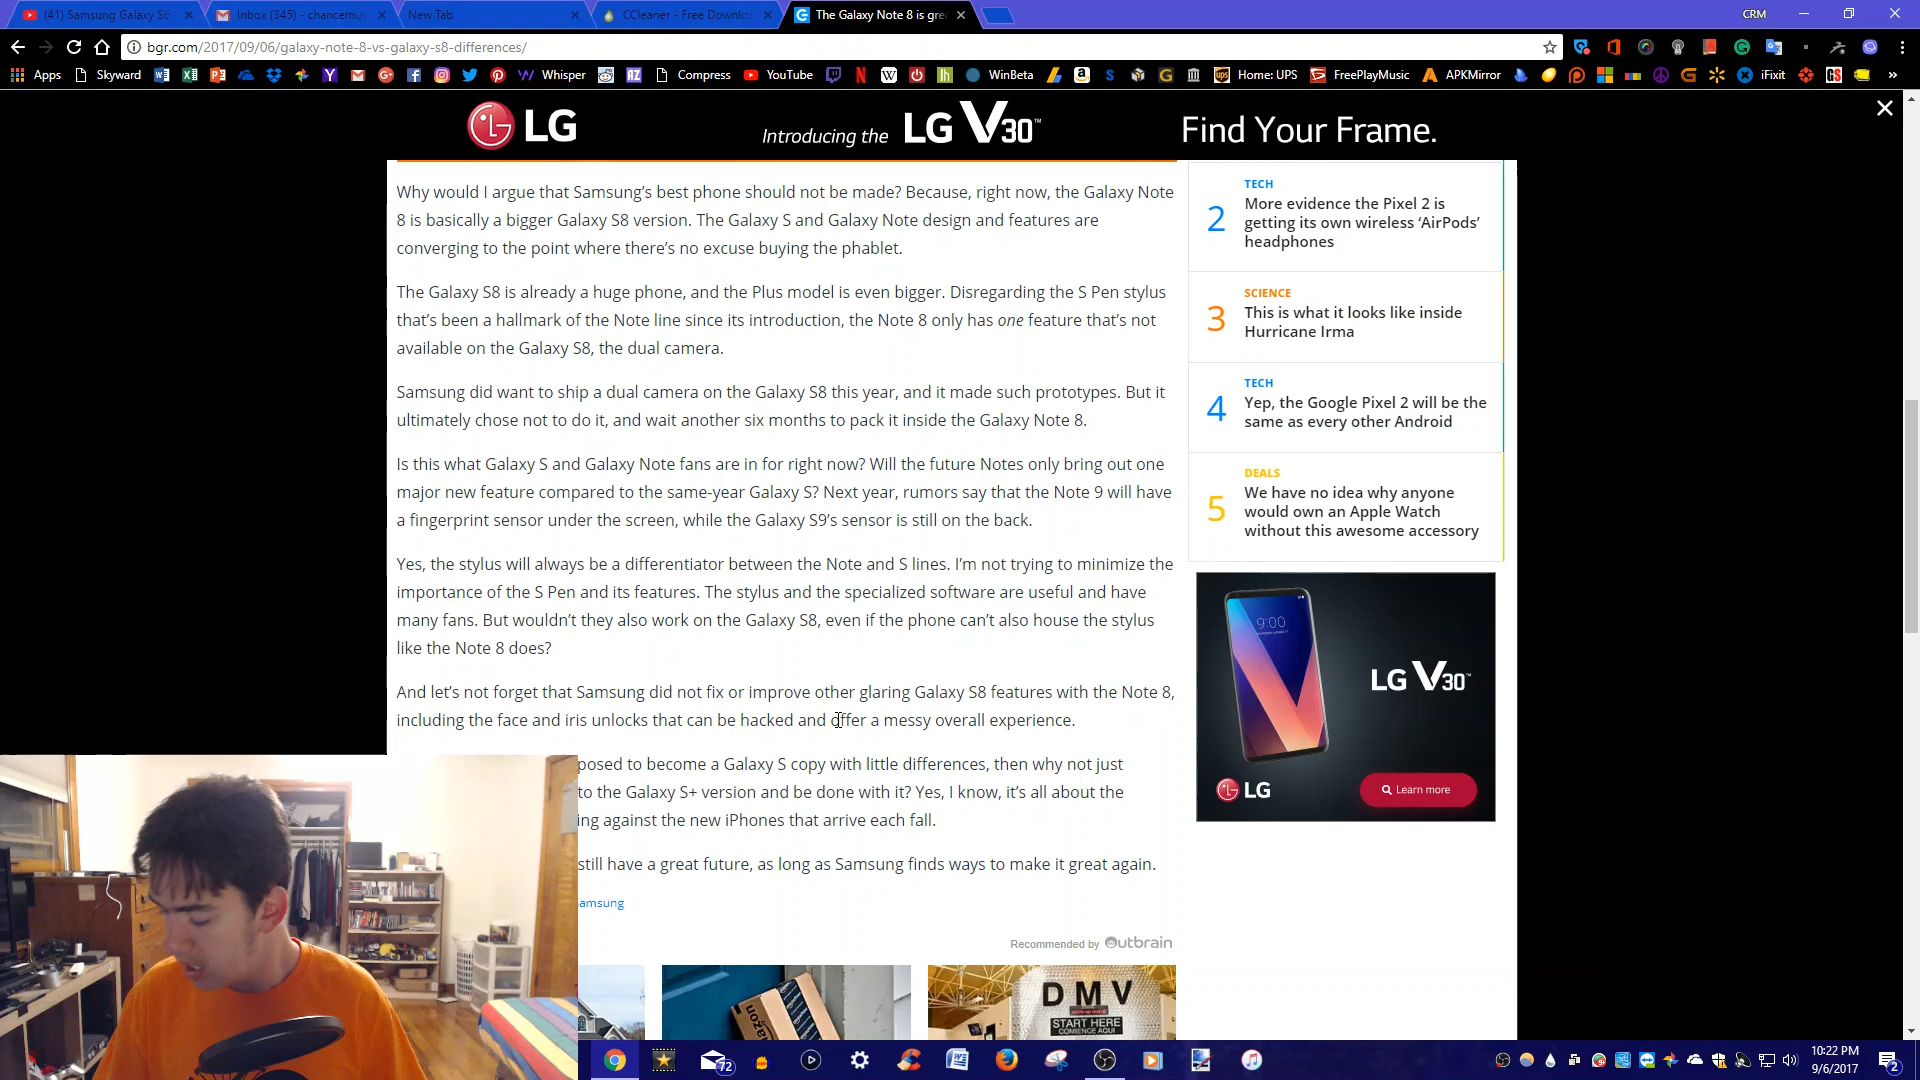 (41) Samsung Galaxy S6
Inbox (345) - chancemus
New Tab
CCleaner - Free Downlo
The Galaxy Note 8 is gre
CRM
bgr.com/2017/09/06/galaxy-note-8-vs-galaxy-s8-differences/
Apps
Skyward
Whisper
Compress
YouTube
WinBeta
Home: UPS
FreePlayMusic
APKMirror
iFixit
LG
Introducing the LG V30™
Find Your Frame.
Why would I argue that Samsung's best phone should not be made? Because, right now, the Galaxy Note
8 is basically a bigger Galaxy S8 version. The Galaxy S and Galaxy Note design and features are
converging to the point where there's no excuse buying the phablet.
The Galaxy S8 is already a huge phone, and the Plus model is even bigger. Disregarding the S Pen stylus
that's been a hallmark of the Note line since its introduction, the Note 8 only has one feature that's not
available on the Galaxy S8, the dual camera.
Samsung did want to ship a dual camera on the Galaxy S8 this year, and it made such prototypes. But it
ultimately chose not to do it, and wait another six months to pack it inside the Galaxy Note 8.
Is this what Galaxy S and Galaxy Note fans are in for right now? Will the future Notes only bring out one
major new feature compared to the same-year Galaxy S? Next year, rumors say that the Note 9 will have
a fingerprint sensor under the screen, while the Galaxy S9's sensor is still on the back.
Yes, the stylus will always be a differentiator between the Note and S lines. I'm not trying to minimize the
importance of the S Pen and its features. The stylus and the specialized software are useful and have
many fans. But wouldn't they also work on the Galaxy S8, even if the phone can't also house the stylus
like the Note 8 does?
And let's not forget that Samsung did not fix or improve other glaring Galaxy S8 features with the Note 8,
including the face and iris unlocks that can be hacked and offer a messy overall experience.
posed to become a Galaxy S copy with little differences, then why not just
to the Galaxy S+ version and be done with it? Yes, I know, it's all about the
ing against the new iPhones that arrive each fall.
still have a great future, as long as Samsung finds ways to make it great again.
amsung
Recommended by Outbrain
amazon
DMV
START HERE
COMIENCE AQUI
TECH
2
More evidence the Pixel 2 is
getting its own wireless 'AirPods'
headphones
SCIENCE
3
This is what it looks like inside
Hurricane Irma
TECH
4
Yep, the Google Pixel 2 will be the
same as every other Android
DEALS
5
We have no idea why anyone
would own an Apple Watch
without this awesome accessory
9:00
LG V30™
LG
Learn more
72
10:22 PM
9/6/2017
2